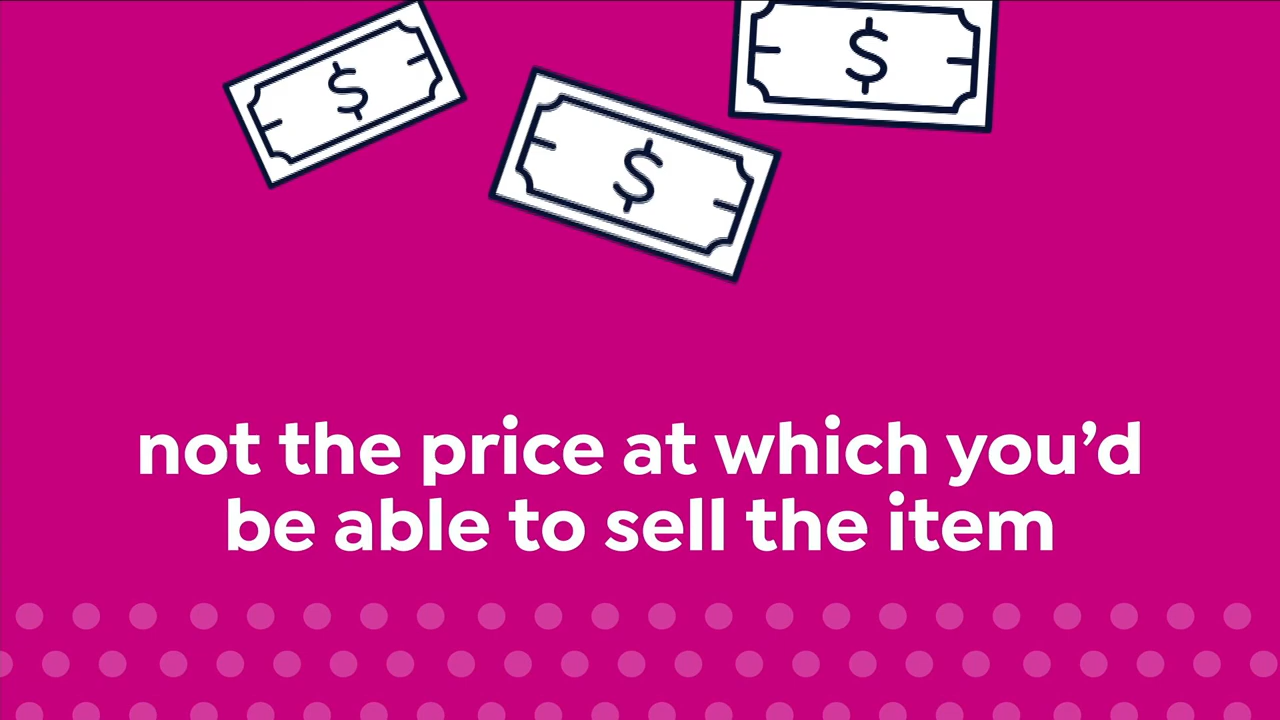 $
$
$
not the price at which you’d
be able to sell the item